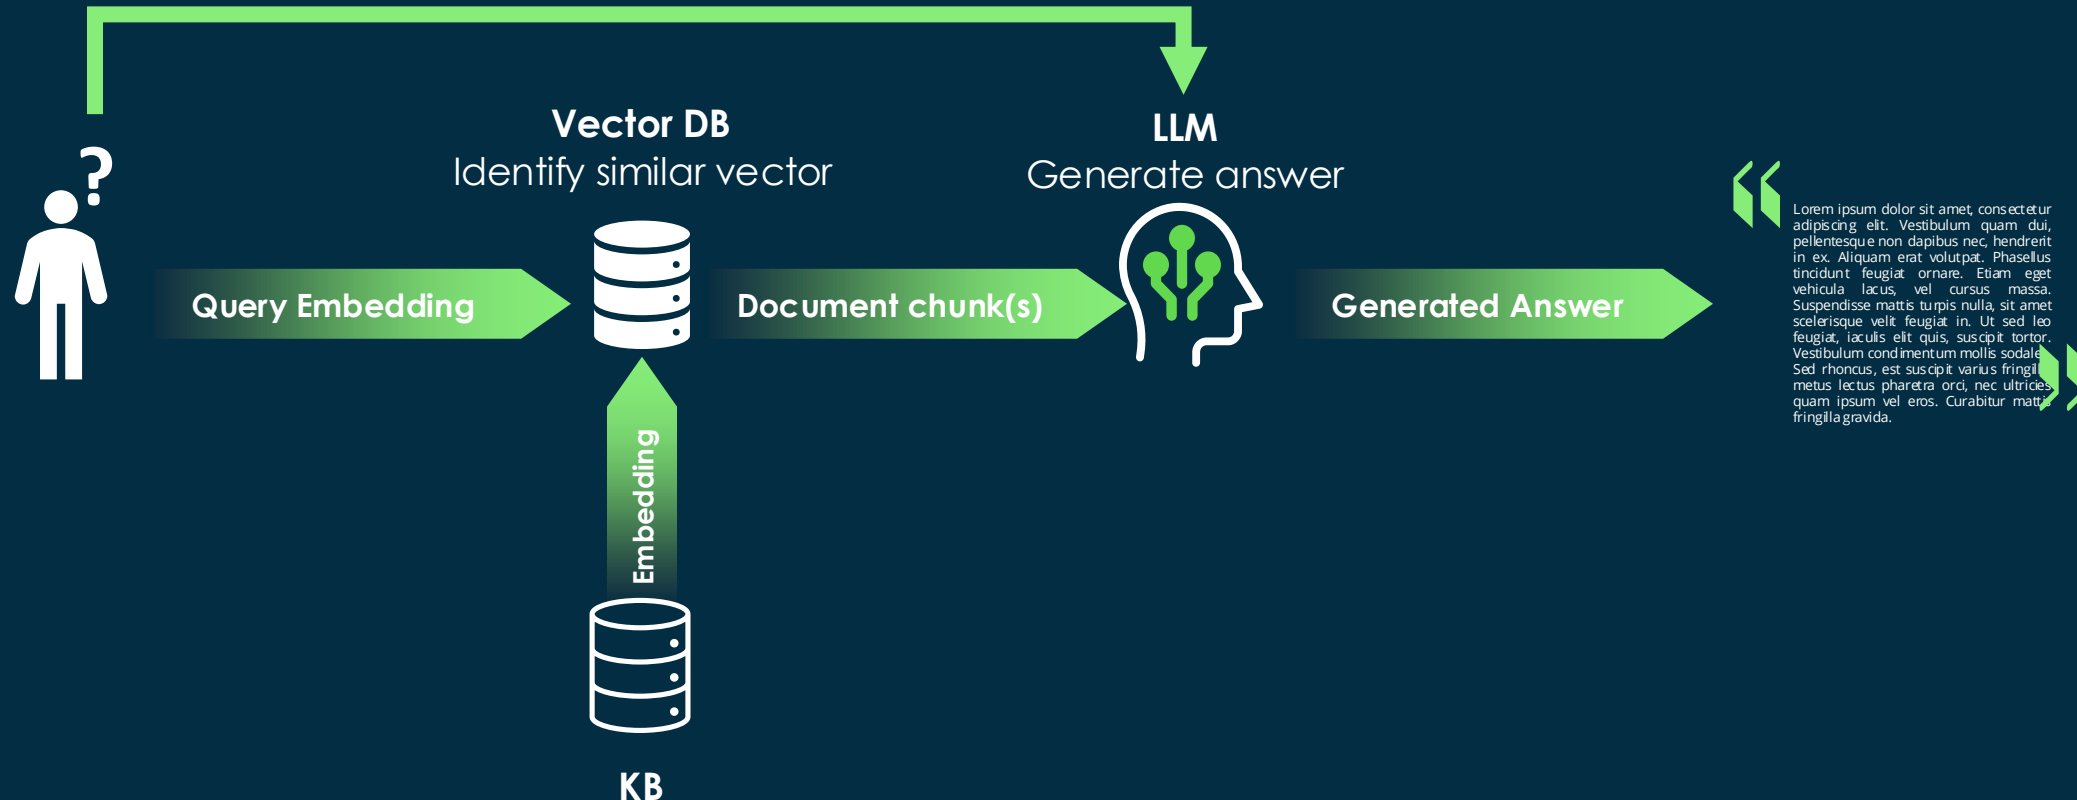 Vector DB
Identify similar vector
LLM
Generate answer
?
Query Embedding
Document chunk(s)
Generated Answer
Lorem ipsum dolor sit amet, consectetur
adipiscing elit. Vestibulum quam dui,
pellentesque non dapibus nec, hendrerit
in ex. Aliquam erat volutpat. Phasellus
tincidunt feugiat ornare. Etiam eget
vehicula lacus, vel cursus massa.
Suspendisse mattis turpis nulla, sit amet
scelerisque velit feugiat in. Ut sed leo
feugiat, iaculis elit quis, suscipit tortor.
Vestibulum condimentum mollis
Sed rhoncus, est suscipit varius
metus lectus pharetra orci, nec ultricies
quam ipsum vel eros. Curabitur mattis
fringilla gravida.
Embedding
KB